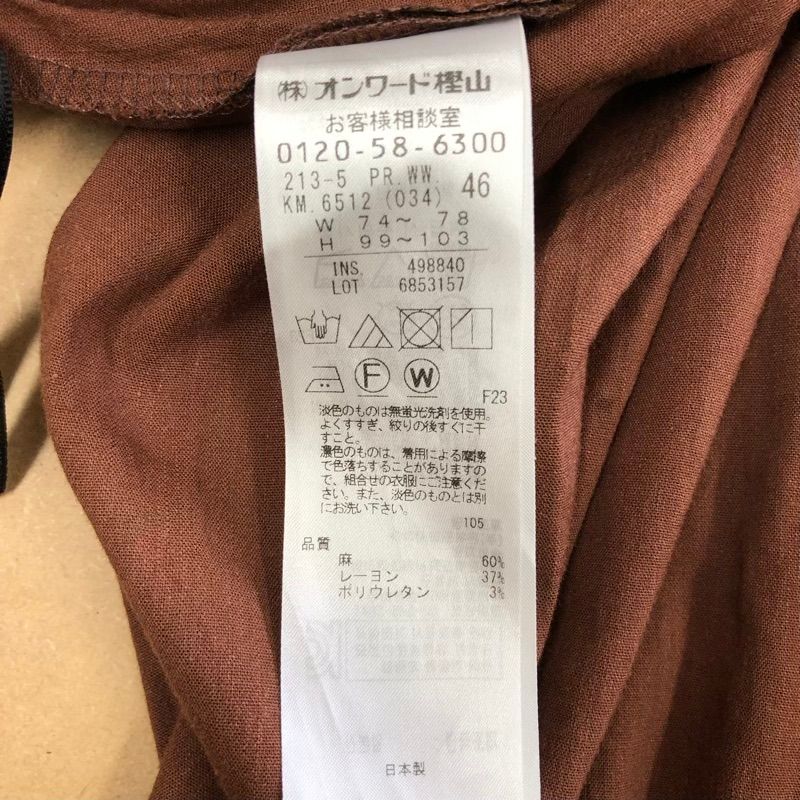 ㈱オンワード樫山
お客様相談室
0120-58-6300
213-5 PR.WW. 46
KM.6512 (034)
W 74～ 78
H 99～103
INS. 498840
LOT 6853157
F W
F23
淡色のものは無蛍光洗剤を使用。
よくすすぎ、絞りの後すぐに干
すこと。
濃色のものは、着用による摩擦
で色落ちすることがありますの
で、組合せの衣服にご注意くだ
さい。また、淡色のものとは別
にお洗い下さい。
105
品質
麻 60%
レーヨン 37%
ポリウレタン 3%
日本製